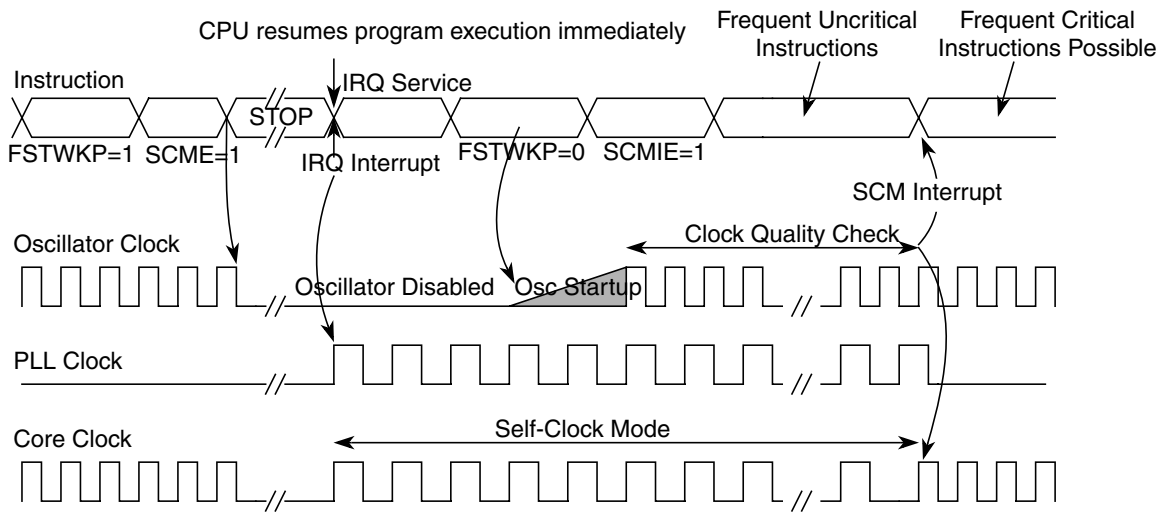 CPU resumes program execution immediately
Frequent Uncritical
Instructions
Frequent Critical
Instructions Possible
Instruction
STOP
IRQ Service
FSTWKP=1
SCME=1
IRQ Interrupt
FSTWKP=0
SCMIE=1
SCM Interrupt
Oscillator Clock
Clock Quality Check
Oscillator Disabled
Osc Startup
PLL Clock
Core Clock
Self-Clock Mode